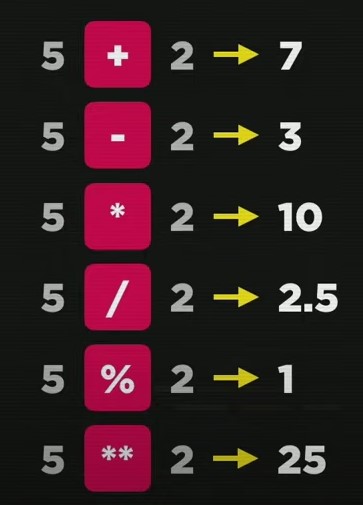 5 + 2 → 7
5 - 2 → 3
5 * 2 → 10
5 / 2 → 2.5
5 % 2 → 1
5 ** 2 → 25